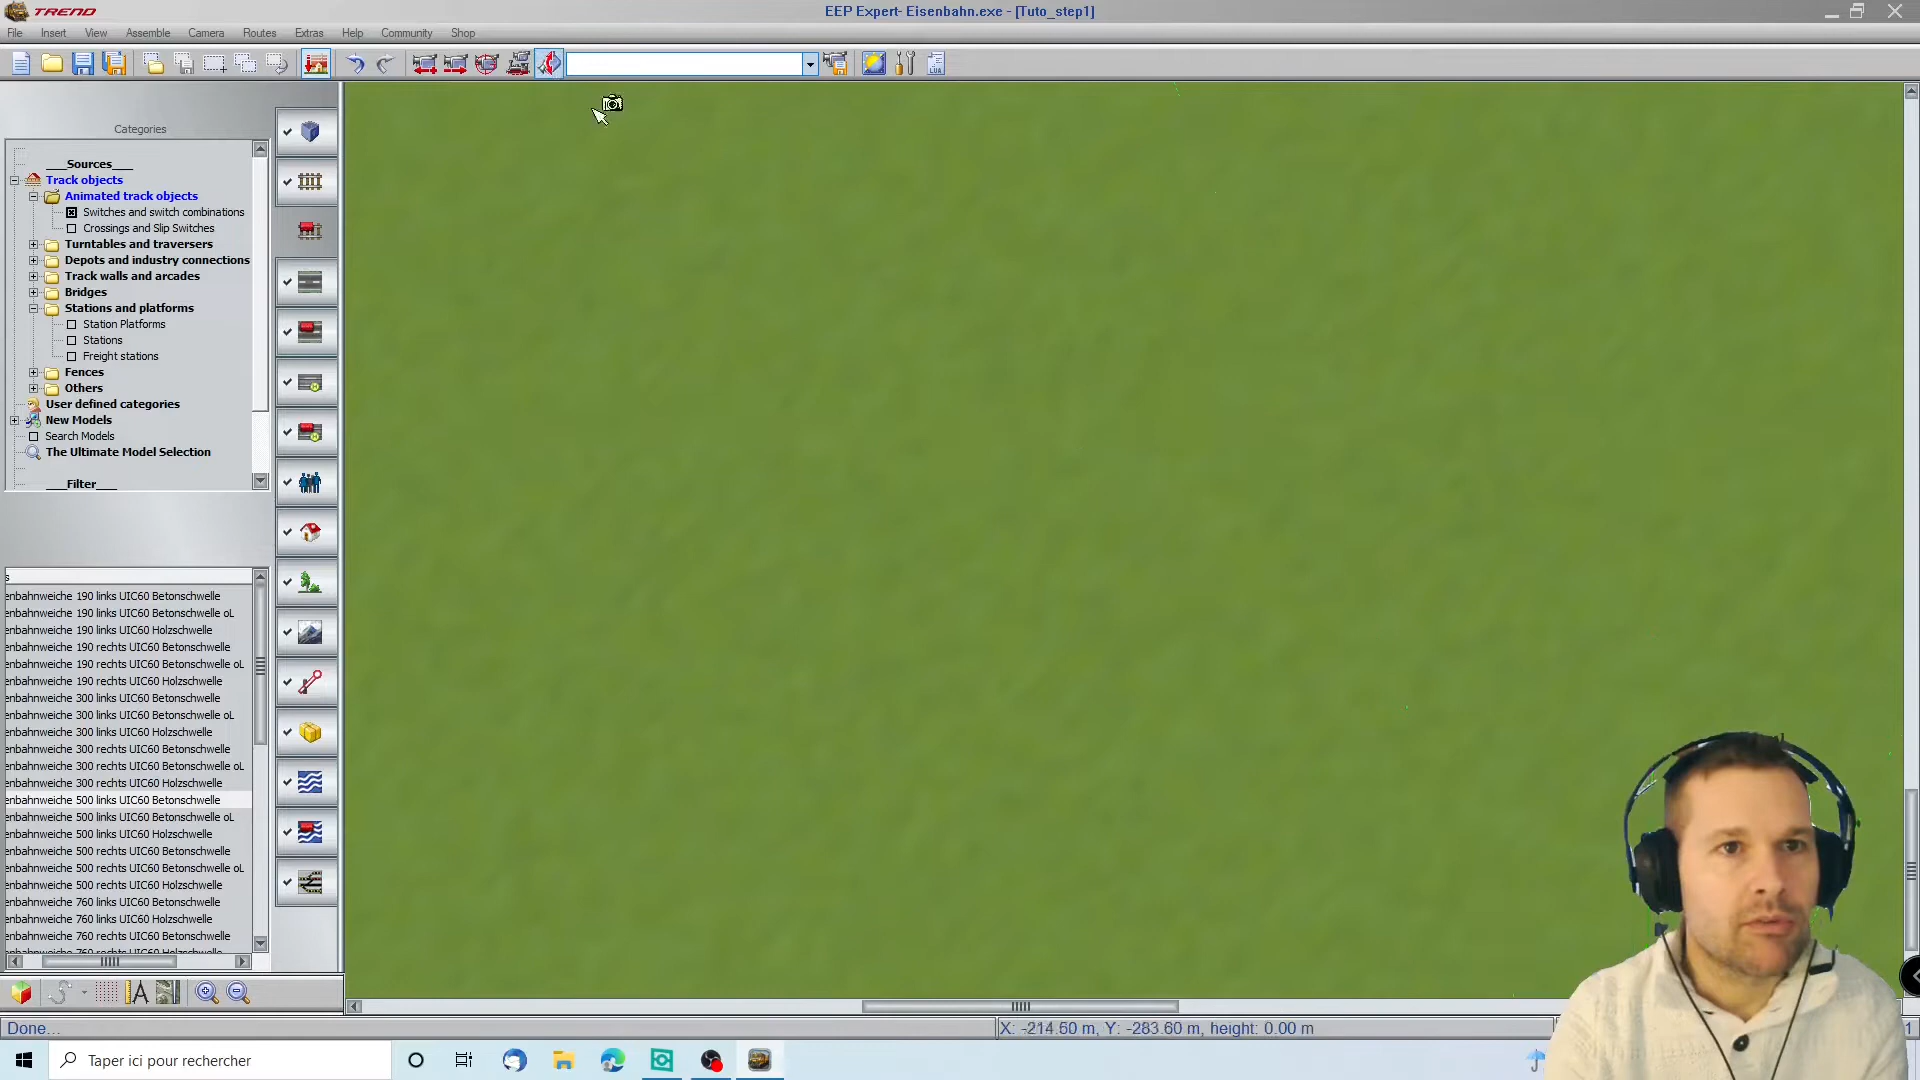 TREND
EEP Expert- Eisenbahn.exe - [Tuto_step1]
File Insert View Assemble Camera Routes Extras Help Community Shop
LUA
Categories
___Sources___
Track objects
Animated track objects
Switches and switch combinations
Crossings and Slip Switches
Turntables and traversers
Depots and industry connections
Track walls and arcades
Bridges
Stations and platforms
Station Platforms
Stations
Freight stations
Fences
Others
User defined categories
New Models
Search Models
The Ultimate Model Selection
___Filter___
s
enbahnweiche 190 links UIC60 Betonschwelle
enbahnweiche 190 links UIC60 Betonschwelle oL
enbahnweiche 190 links UIC60 Holzschwelle
enbahnweiche 190 rechts UIC60 Betonschwelle
enbahnweiche 190 rechts UIC60 Betonschwelle oL
enbahnweiche 190 rechts UIC60 Holzschwelle
enbahnweiche 300 links UIC60 Betonschwelle
enbahnweiche 300 links UIC60 Betonschwelle oL
enbahnweiche 300 links UIC60 Holzschwelle
enbahnweiche 300 rechts UIC60 Betonschwelle
enbahnweiche 300 rechts UIC60 Betonschwelle oL
enbahnweiche 300 rechts UIC60 Holzschwelle
enbahnweiche 500 links UIC60 Betonschwelle
enbahnweiche 500 links UIC60 Betonschwelle oL
enbahnweiche 500 links UIC60 Holzschwelle
enbahnweiche 500 rechts UIC60 Betonschwelle
enbahnweiche 500 rechts UIC60 Betonschwelle oL
enbahnweiche 500 rechts UIC60 Holzschwelle
enbahnweiche 760 links UIC60 Betonschwelle
enbahnweiche 760 links UIC60 Holzschwelle
enbahnweiche 760 rechts UIC60 Betonschwelle
enbahnweiche 760 rechts UIC60 Holzschwelle
Done...
X: -214.50 m, Y: -283.60 m, height: 0.00 m
1
Taper ici pour rechercher